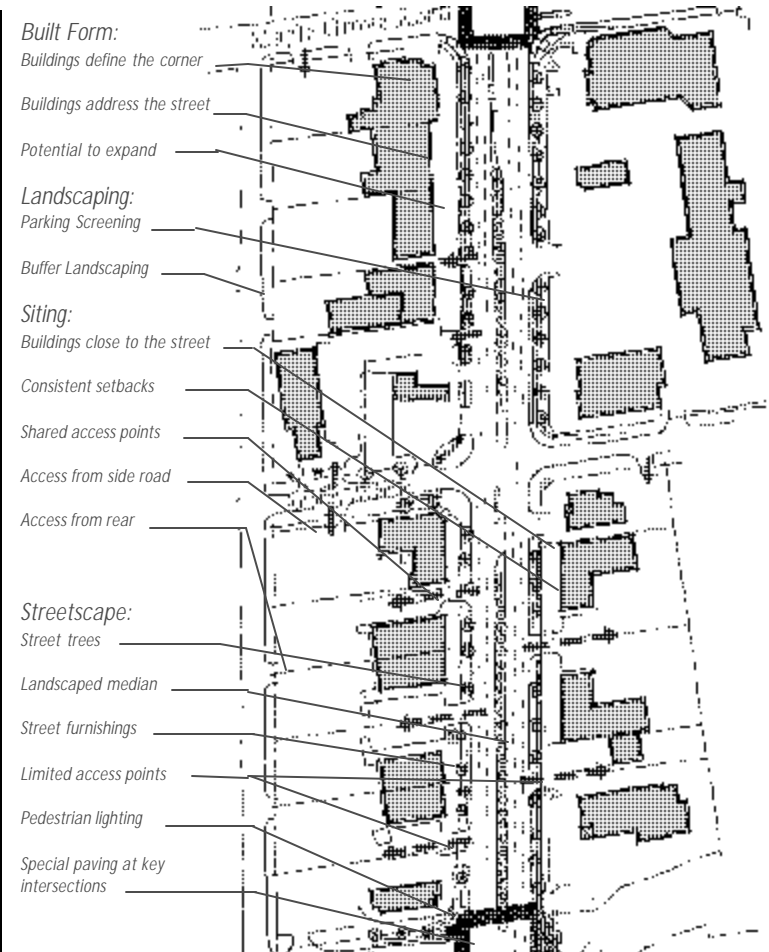 Built Form:
Buildings define the corner
Buildings address the street
Potential to expand
Landscaping:
Parking Screening
Buffer Landscaping
Siting:
Buildings close to the street
Consistent setbacks
Shared access points
Access from side road
Access from rear
Streetscape:
Street trees
Landscaped median
Street furnishings
Limited access points
Pedestrian lighting
Special paving at key
intersections